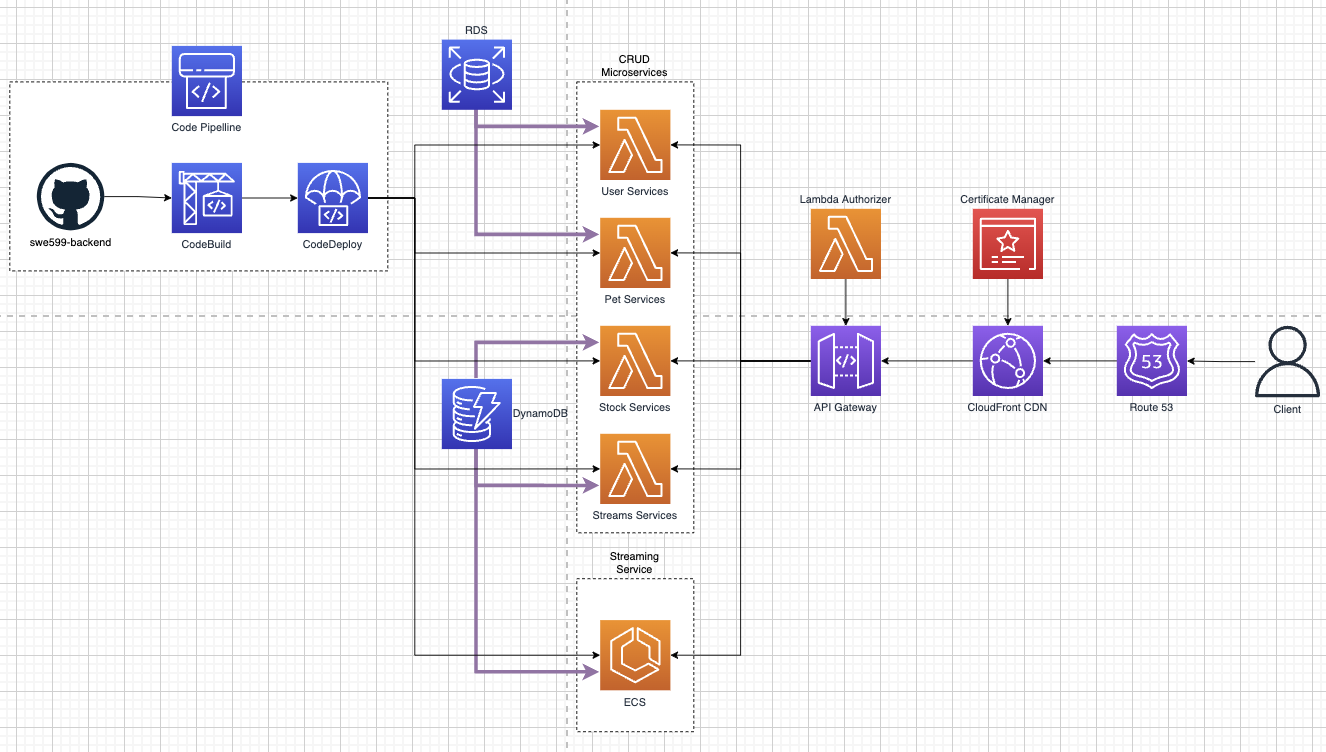 RDS
CRUD
Microservices
Code Pipelline
User Services
swe599-backend
CodeBuild
CodeDeploy
Lambda Authorizer
Certificate Manager
Pet Services
53
Stock Services
API Gateway
CloudFront CDN
Route 53
Client
DynamoDB
Streams Services
Streaming
Service
ECS